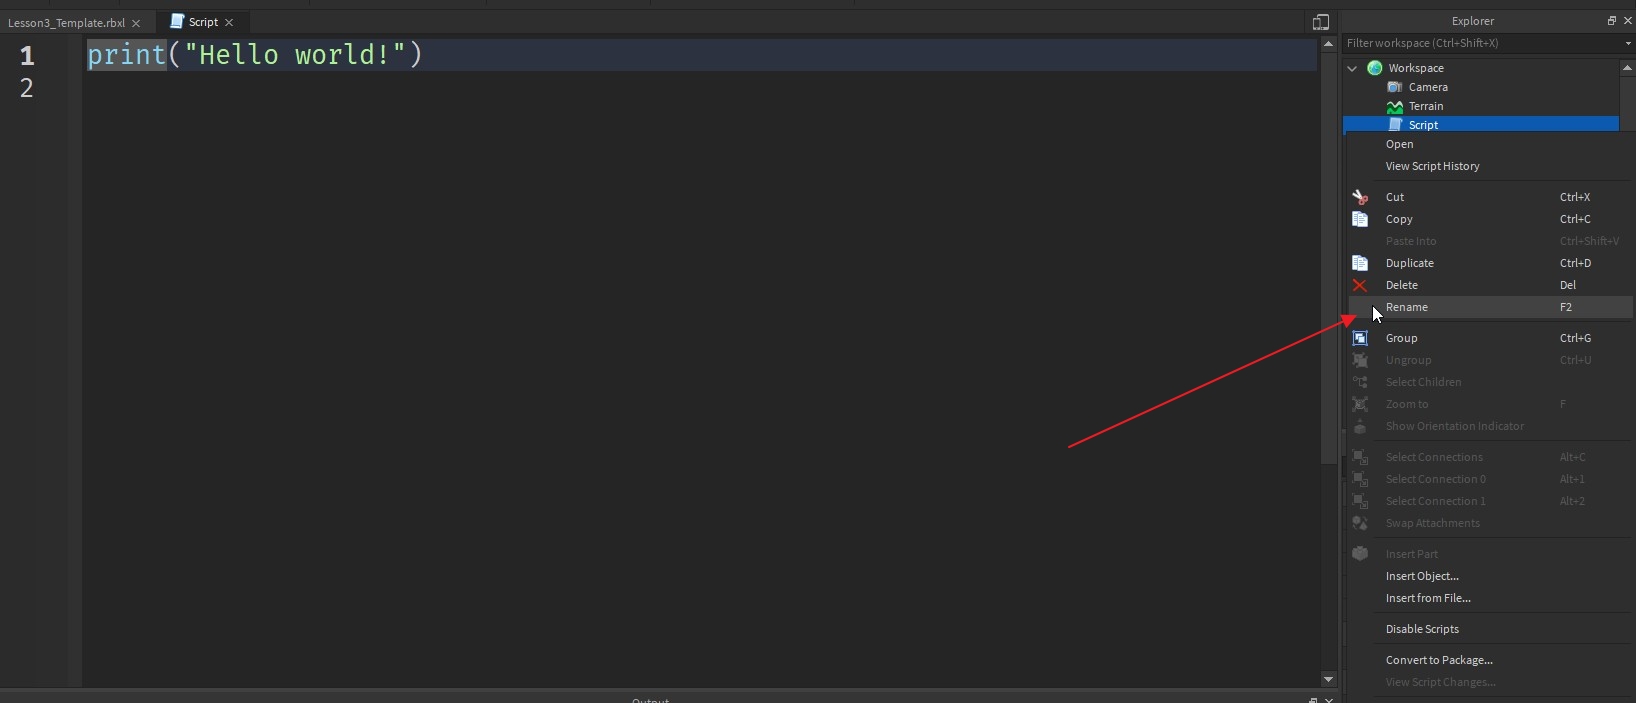 Lesson3_Template.rbxl
Script
Explorer
1 print("Hello world!")
2
Filter workspace (Ctrl+Shift+X)
Workspace
Camera
Terrain
Script
Open
View Script History
Cut Ctrl+X
Copy Ctrl+C
Paste Into Ctrl+Shift+V
Duplicate Ctrl+D
Delete Del
Rename F2
Group Ctrl+G
Ungroup Ctrl+U
Select Children
Zoom to F
Show Orientation Indicator
Select Connections Alt+C
Select Connection 0 Alt+1
Select Connection 1 Alt+2
Swap Attachments
Insert Part
Insert Object...
Insert from File...
Disable Scripts
Convert to Package...
View Script Changes...
Output